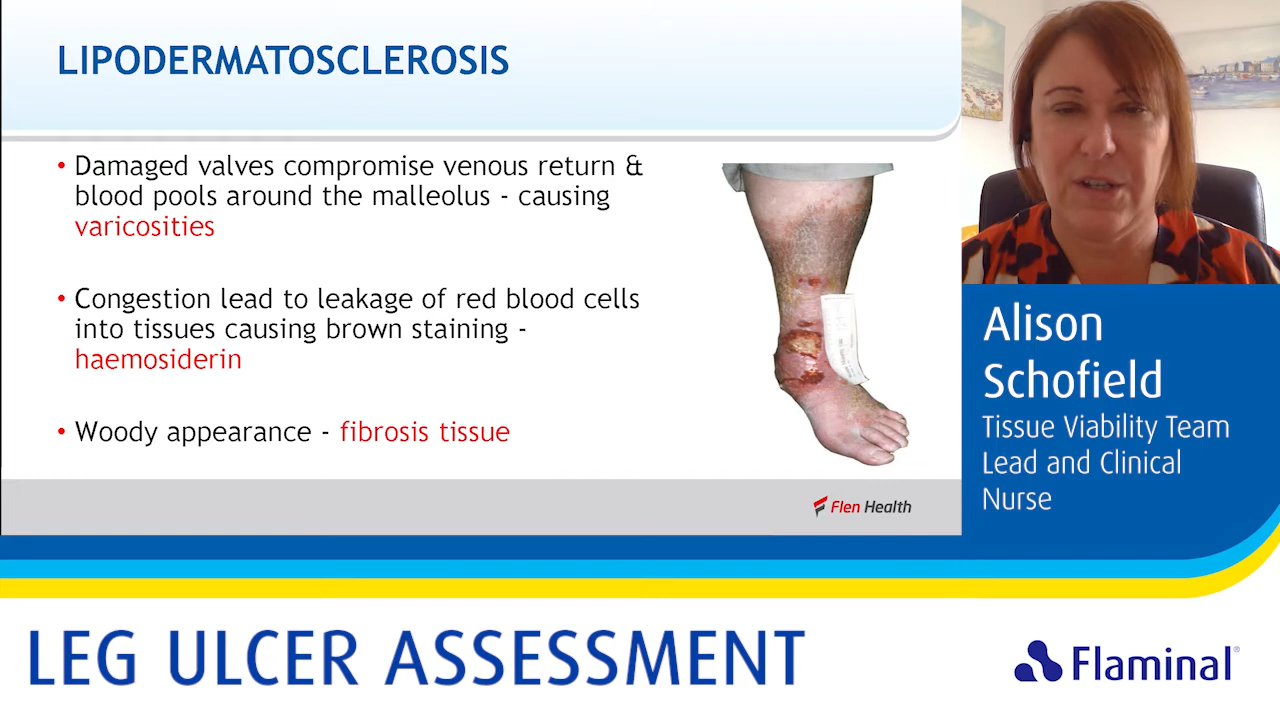 LIPODERMATOSCLEROSIS
• Damaged valves compromise venous return &
blood pools around the malleolus - causing
varicosities
• Congestion lead to leakage of red blood cells
into tissues causing brown staining -
haemosiderin
• Woody appearance - fibrosis tissue
Flen Health
Alison
Schofield
Tissue Viability Team
Lead and Clinical
Nurse
LEG ULCER ASSESSMENT
Flaminal®